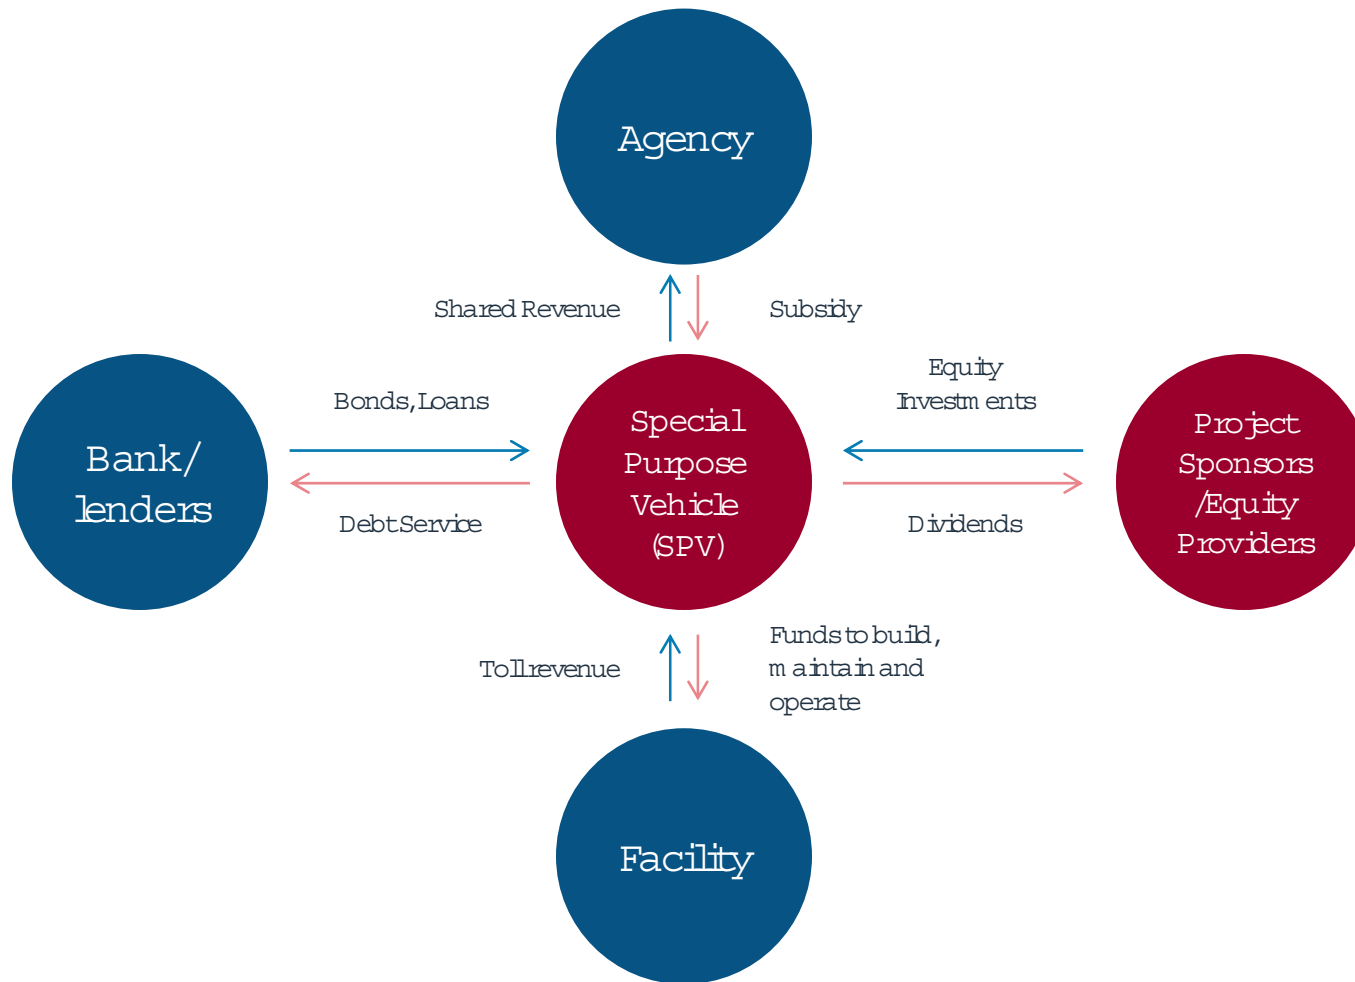 Agency
Shared Revenue
Subsidy
Bank/
lenders
Bonds, Loans
Debt Service
Special
Purpose
Vehicle
(SPV)
Equity
Investments
Dividends
Project
Sponsors
/Equity
Providers
Toll revenue
Funds to build,
maintain and
operate
Facility